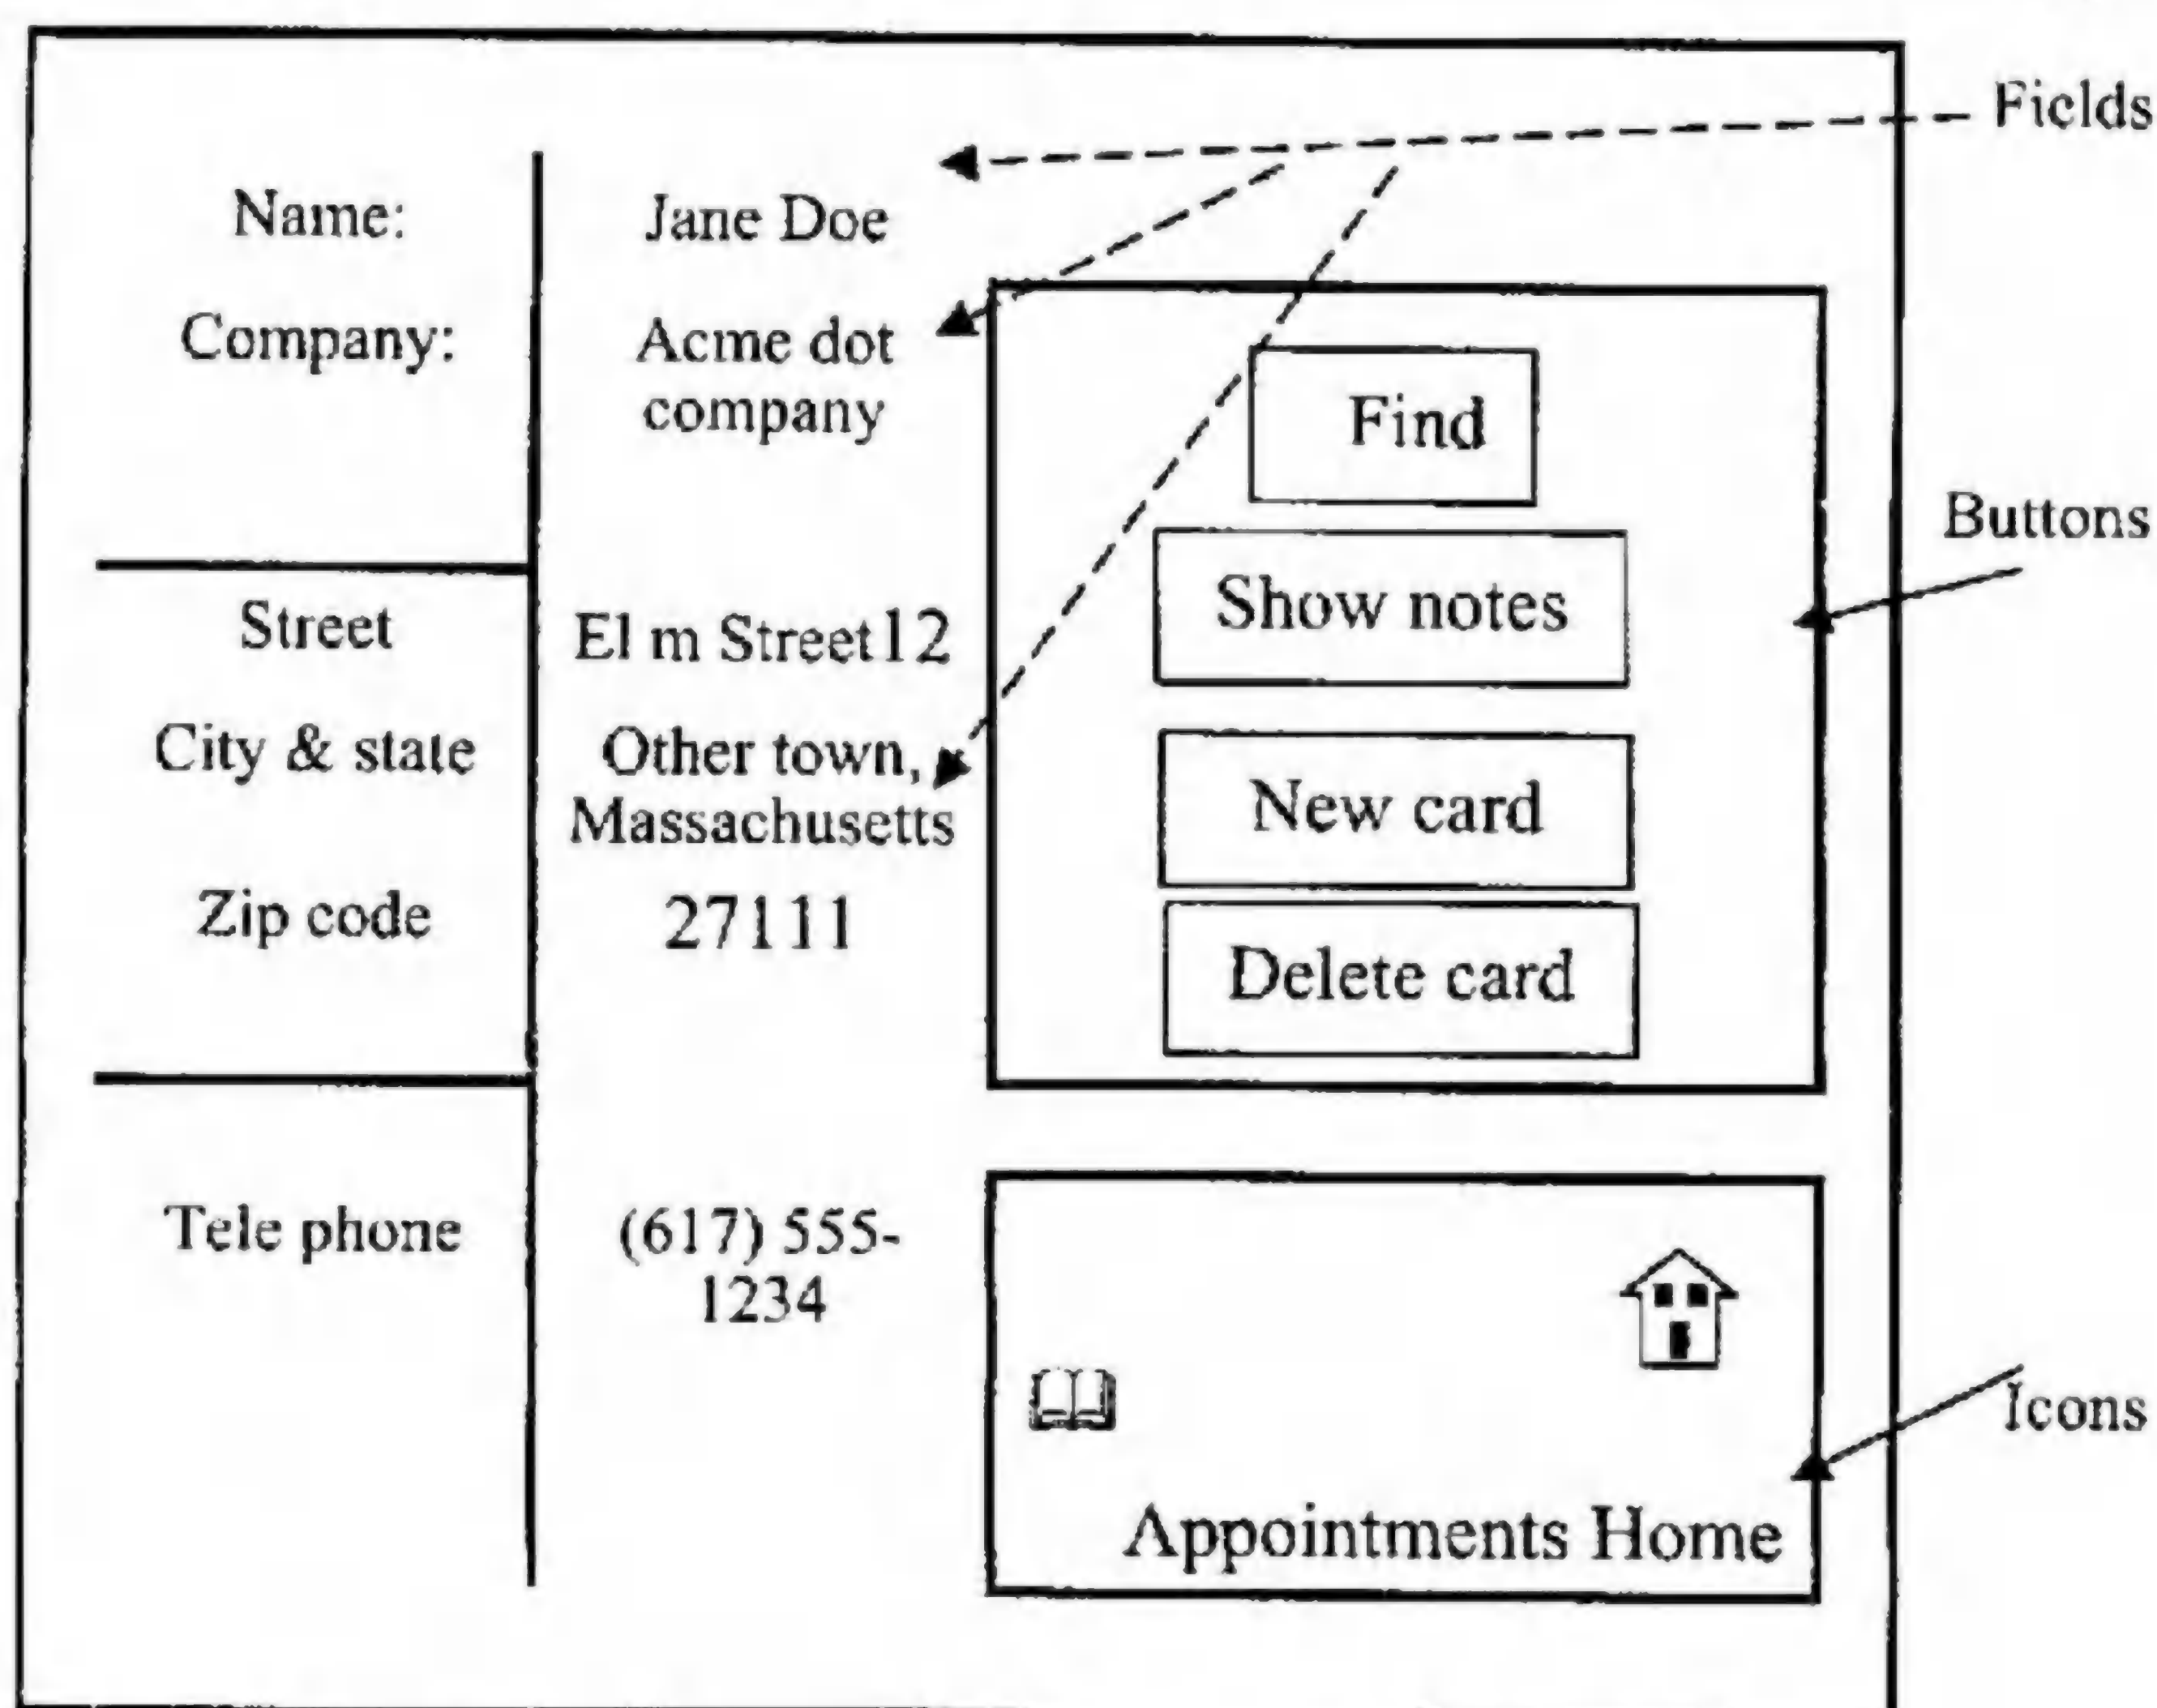 Fields
Name:
Jane Doe
Company:
Acme dot
company
Find
Buttons
Show notes
Street
El m Street12
City & state
Other town,
Massachusetts
New card
Zip code
27111
Delete card
Tele phone
(617) 555-
1234
Icons
Appointments Home